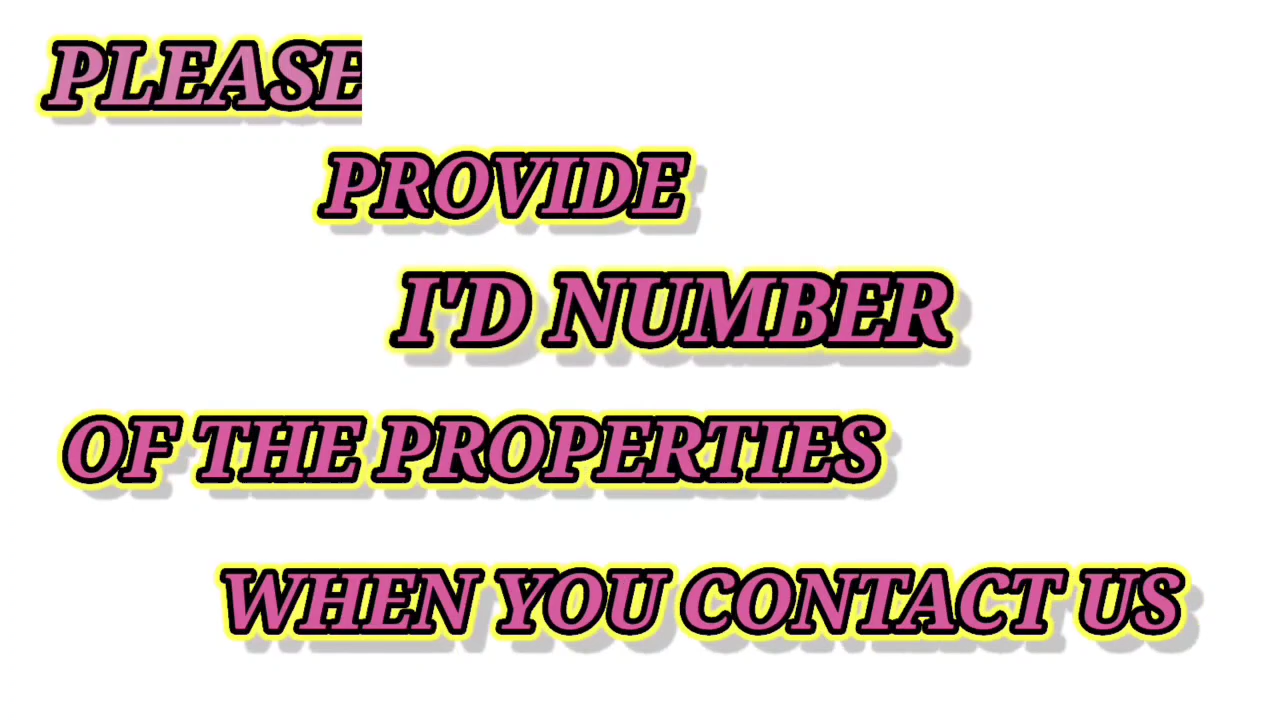 PLEASE
PROVIDE
I'D NUMBER
OF THE PROPERTIES
WHEN YOU CONTACT US